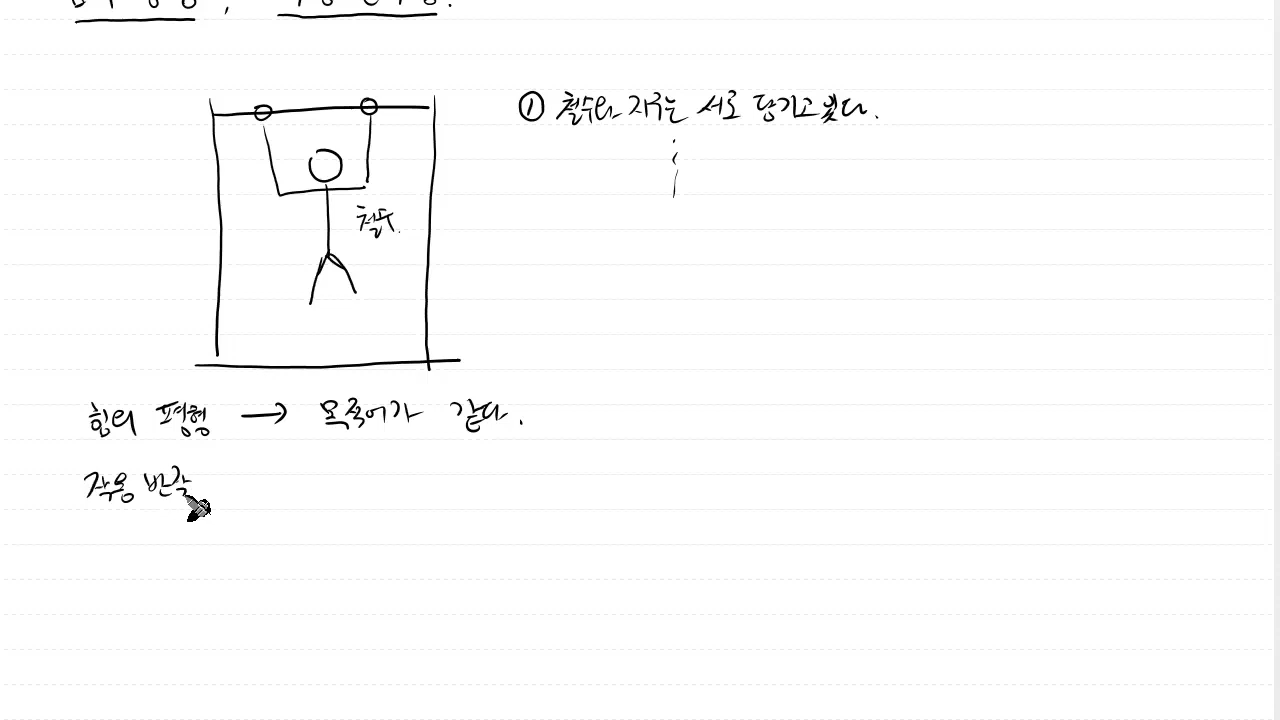 ① 철수와 지구는 서로 당기고 있다.
철수.
힘의 평형 → 목적어가 같다.
작용 반작